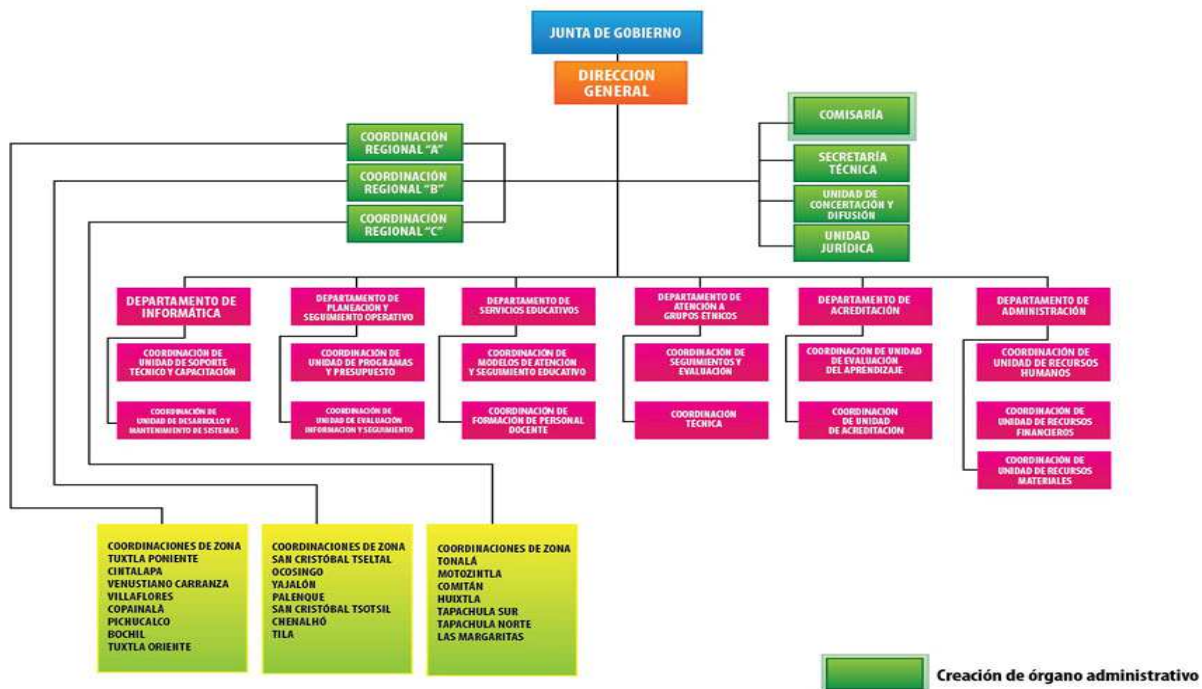 JUNTA DE GOBIERNO
DIRECCION
GENERAL
COMISARÍA
COORDINACIÓN
REGIONAL "A"
SECRETARÍA
TÉCNICA
COORDINACIÓN
REGIONAL "B"
UNIDAD DE
CONCERTACIÓN Y
DIFUSIÓN
COORDINACIÓN
REGIONAL "C"
UNIDAD
JURÍDICA
DEPARTAMENTO DE
INFORMÁTICA
DEPARTAMENTO DE
PLANEACIÓN Y
SEGUIMIENTO OPERATIVO
DEPARTAMENTO DE
SERVICIOS EDUCATIVOS
DEPARTAMENTO DE
ATENCIÓN A
GRUPOS ÉTNICOS
DEPARTAMENTO DE
ACREDITACIÓN
DEPARTAMENTO DE
ADMINISTRACIÓN
COORDINACIÓN DE
UNIDAD DE SOPORTE
TÉCNICO Y CAPACITACIÓN
COORDINACIÓN DE
UNIDAD DE PROGRAMAS
Y PRESUPUESTO
COORDINACIÓN DE
MODELOS DE ATENCIÓN
Y SEGUIMIENTO EDUCATIVO
COORDINACIÓN DE
SEGUIMIENTOS Y
EVALUACIÓN
COORDINACIÓN DE UNIDAD
DE EVALUACIÓN
DEL APRENDIZAJE
COORDINACIÓN DE
UNIDAD DE RECURSOS
HUMANOS
COORDINACIÓN DE
UNIDAD DE DESARROLLO Y
MANTENIMIENTO DE SISTEMAS
COORDINACIÓN DE
UNIDAD DE EVALUACIÓN
INFORMACION Y SEGUIMIENTO
COORDINACIÓN DE
FORMACIÓN DE PERSONAL
DOCENTE
COORDINACIÓN
TÉCNICA
COORDINACIÓN
DE UNIDAD
DE ACREDITACIÓN
COORDINACIÓN DE
UNIDAD DE RECURSOS
FINANCIEROS
COORDINACIÓN DE
UNIDAD DE RECURSOS
MATERIALES
COORDINACIONES DE ZONA
TUXTLA PONIENTE
CINTALAPA
VENUSTIANO CARRANZA
VILLAFLORES
COPAINALÁ
PICHUCALCO
BOCHIL
TUXTLA ORIENTE
COORDINACIONES DE ZONA
SAN CRISTÓBAL TSELTAL
OCOSINGO
YAJALÓN
PALENQUE
SAN CRISTÓBAL TSOTSIL
CHENALHÓ
TILA
COORDINACIONES DE ZONA
TONALÁ
MOTOZINTLA
COMITÁN
HUIXTLA
TAPACHULA SUR
TAPACHULA NORTE
LAS MARGARITAS
Creación de órgano administrativo